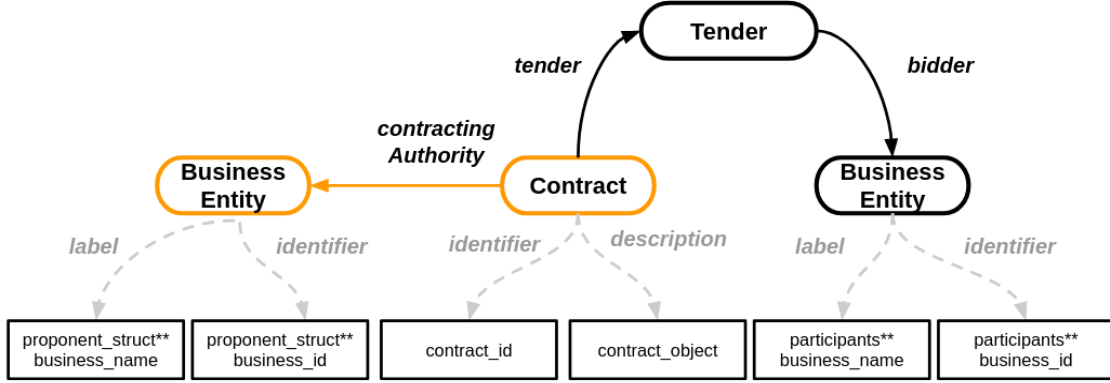 Tender
tender
bidder
contracting
Authority
Business
Entity
Contract
Business
Entity
label
identifier
identifier
description
label
identifier
proponent_struct**
business_name
proponent_struct**
business_id
contract_id
contract_object
participants**
business_name
participants**
business_id